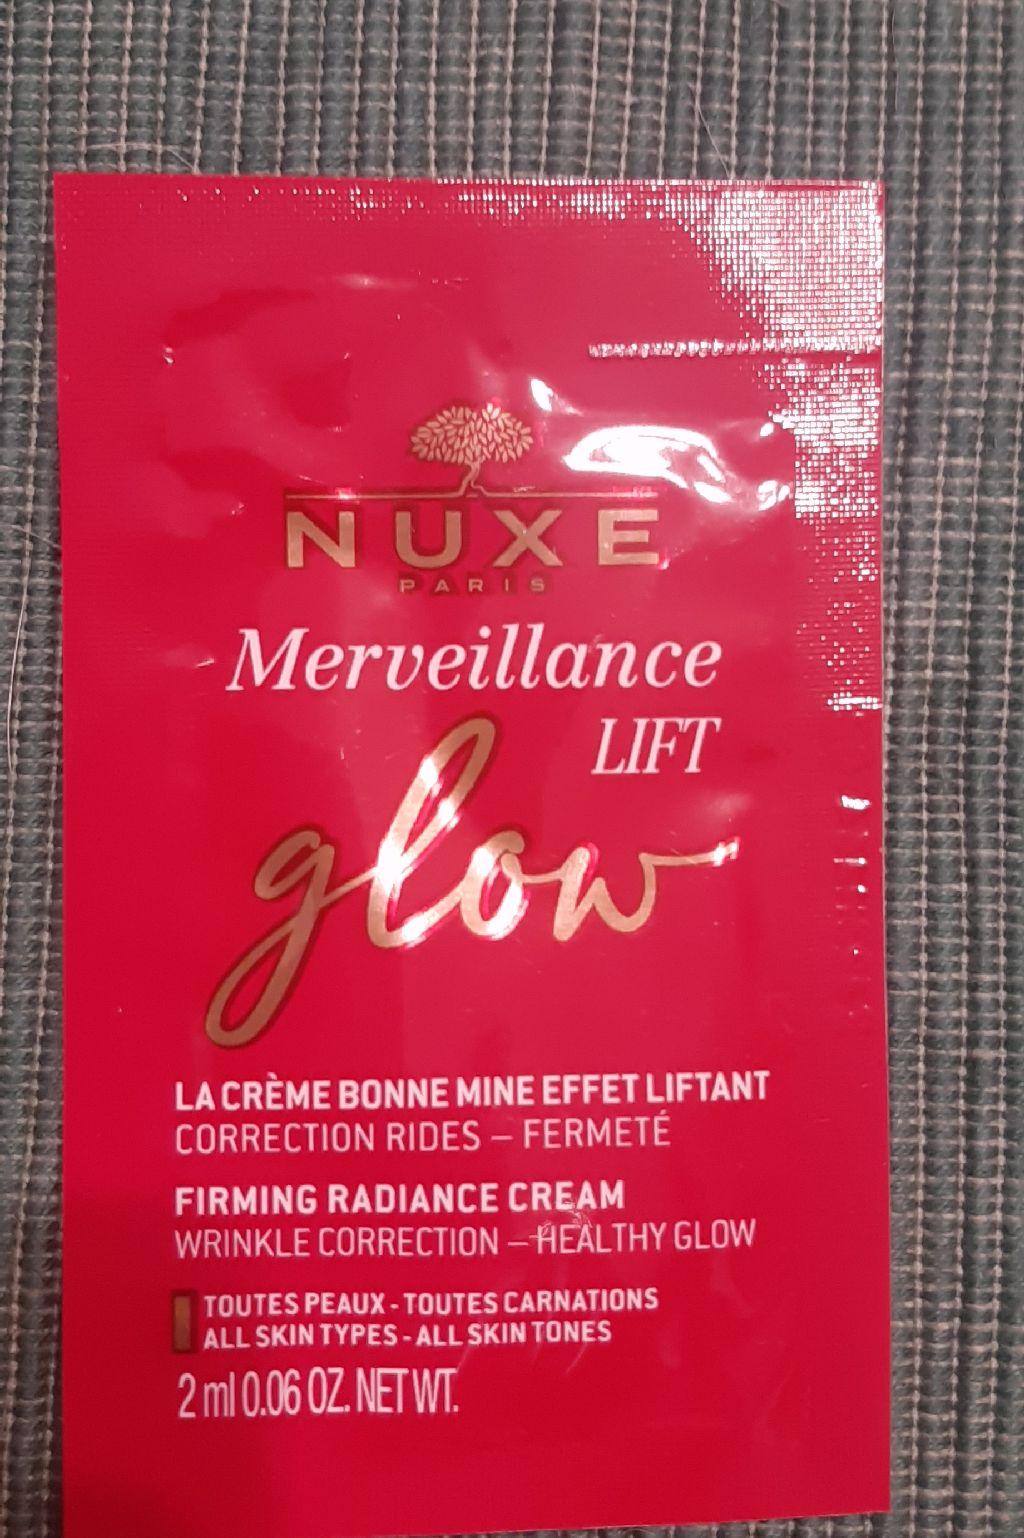 NUXE
PARIS
Merveillance
LIFT
glow
LA CRÈME BONNE MINE EFFET LIFTANT
CORRECTION RIDES – FERMETÉ
FIRMING RADIANCE CREAM
WRINKLE CORRECTION – HEALTHY GLOW
TOUTES PEAUX - TOUTES CARNATIONS
ALL SKIN TYPES - ALL SKIN TONES
2 ml 0.06 OZ. NET WT.